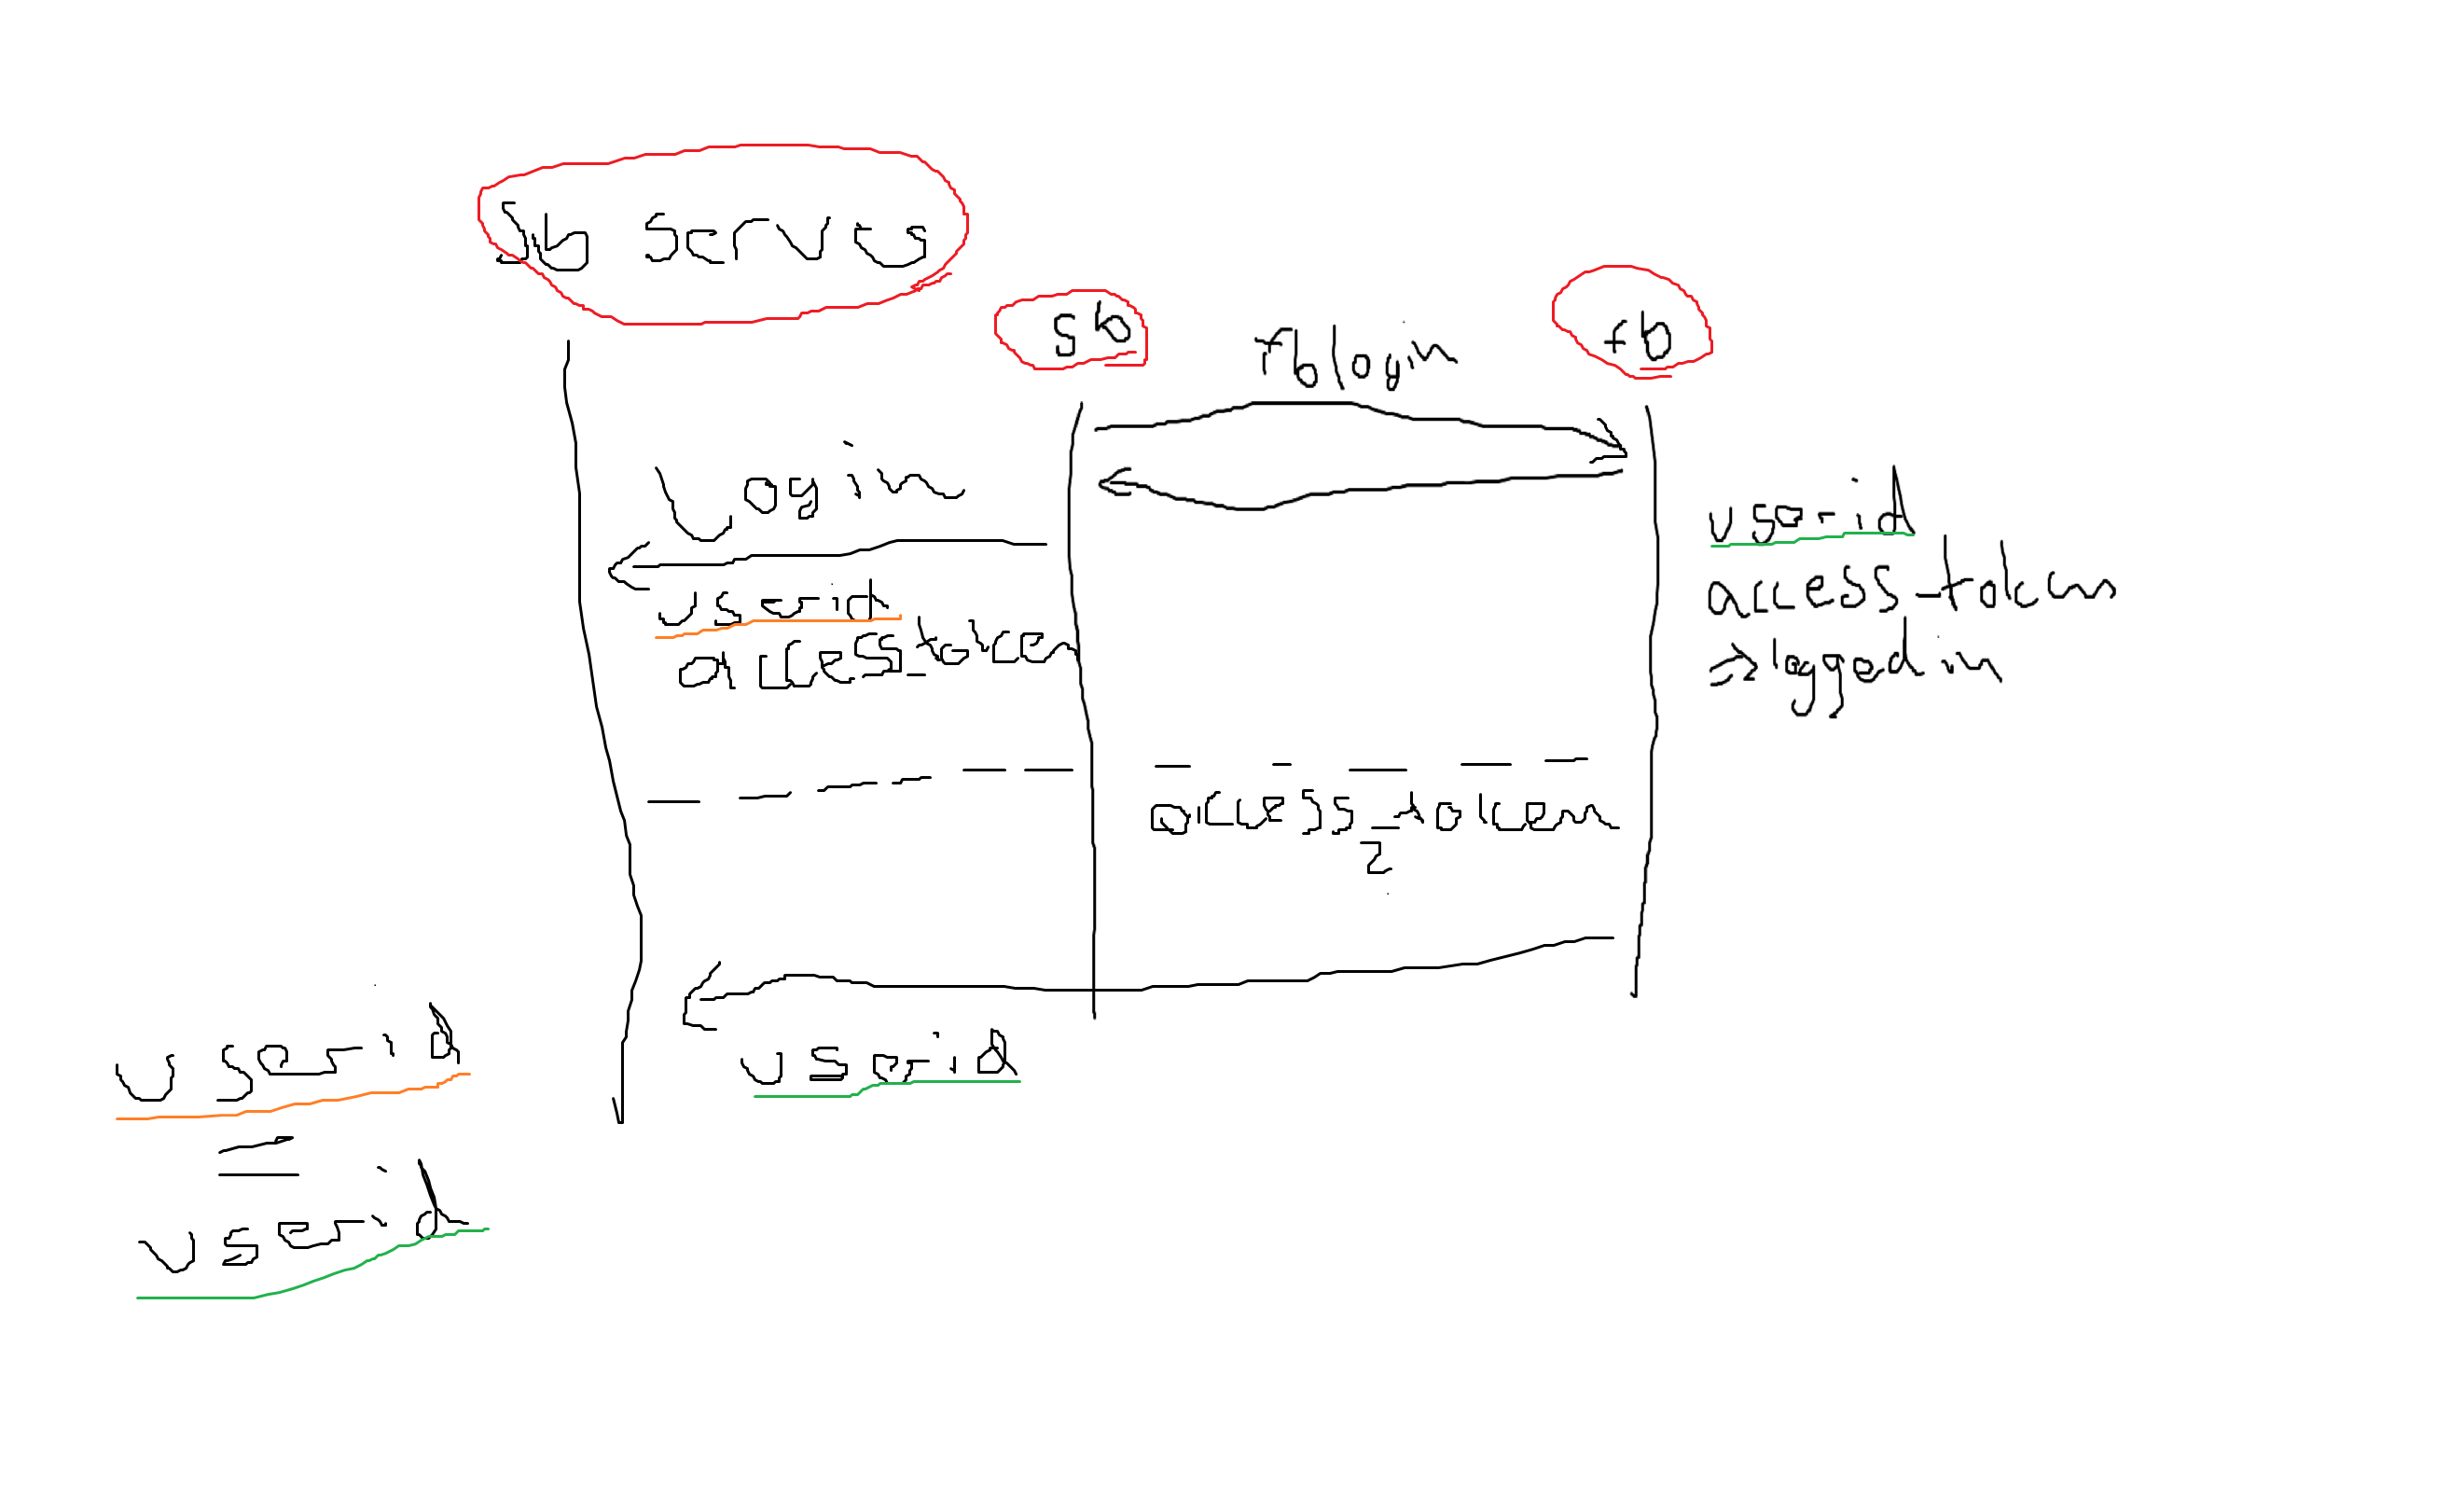 sb server
sb
fb
fblogin
Login
userid
access_token
userid
access_token
=> logged in
access_token
2
userid
userid
=
userid